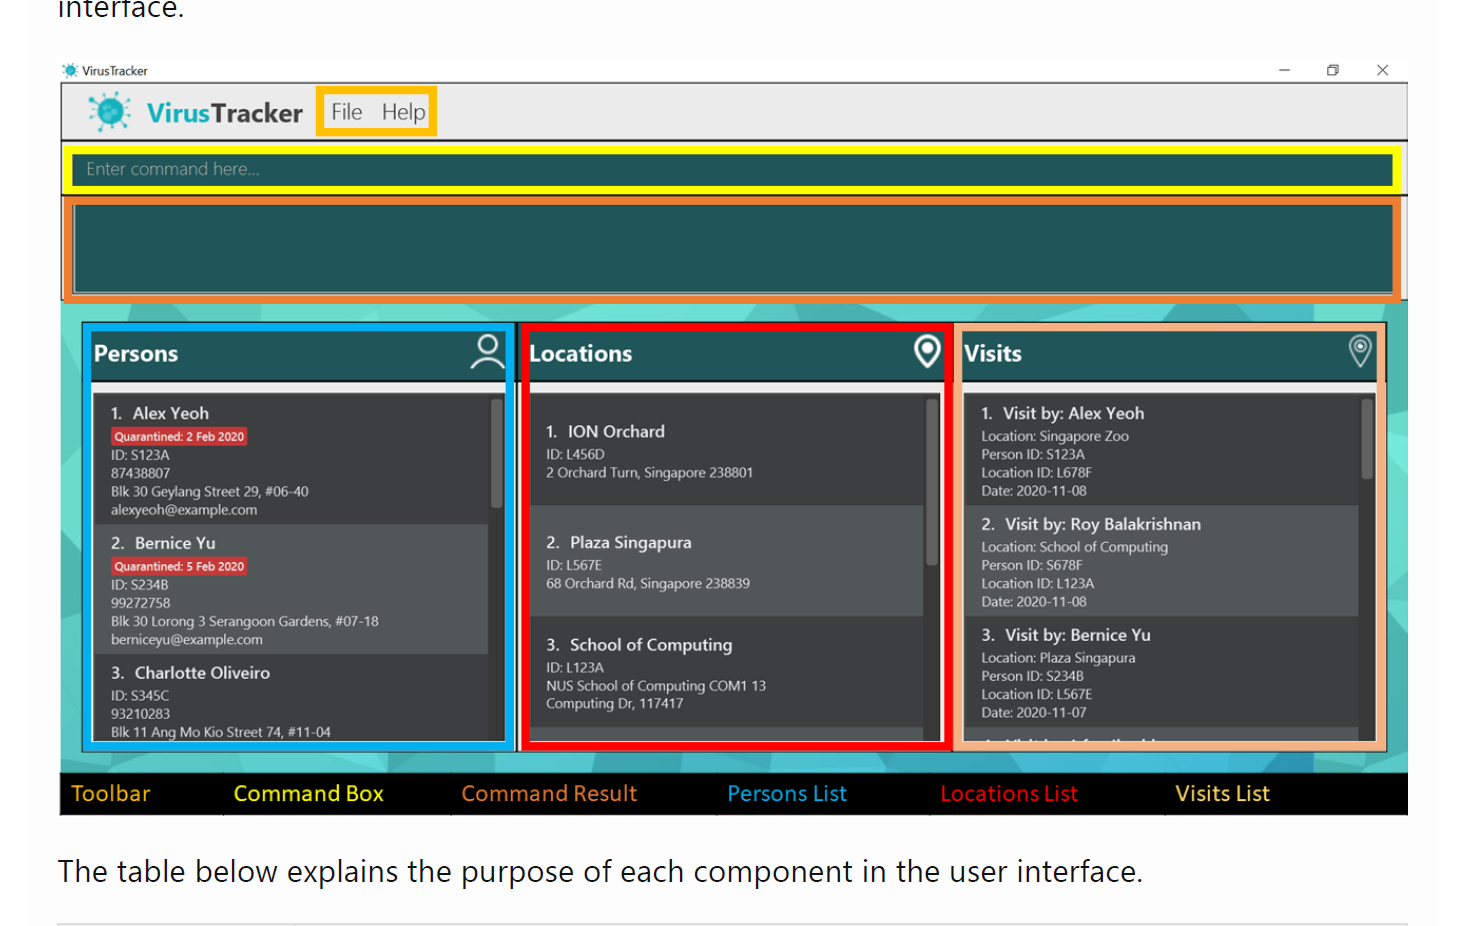 interface.
VirusTracker
VirusTracker File Help
Enter command here...
Persons
1. Alex Yeoh
Quarantined: 2 Feb 2020
ID: S123A
87438807
Blk 30 Geylang Street 29, #06-40
alexyeoh@example.com
2. Bernice Yu
Quarantined: 5 Feb 2020
ID: S234B
99272758
Blk 30 Lorong 3 Serangoon Gardens, #07-18
berniceyu@example.com
3. Charlotte Oliveiro
ID: S345C
93210283
Blk 11 Ang Mo Kio Street 74, #11-04
Locations
1. ION Orchard
ID: L456D
2 Orchard Turn, Singapore 238801
2. Plaza Singapura
ID: L567E
68 Orchard Rd, Singapore 238839
3. School of Computing
ID: L123A
NUS School of Computing COM1 13
Computing Dr, 117417
Visits
1. Visit by: Alex Yeoh
Location: Singapore Zoo
Person ID: S123A
Location ID: L678F
Date: 2020-11-08
2. Visit by: Roy Balakrishnan
Location: School of Computing
Person ID: S678F
Location ID: L123A
Date: 2020-11-08
3. Visit by: Bernice Yu
Location: Plaza Singapura
Person ID: S234B
Location ID: L567E
Date: 2020-11-07
Toolbar Command Box Command Result Persons List Locations List Visits List
The table below explains the purpose of each component in the user interface.